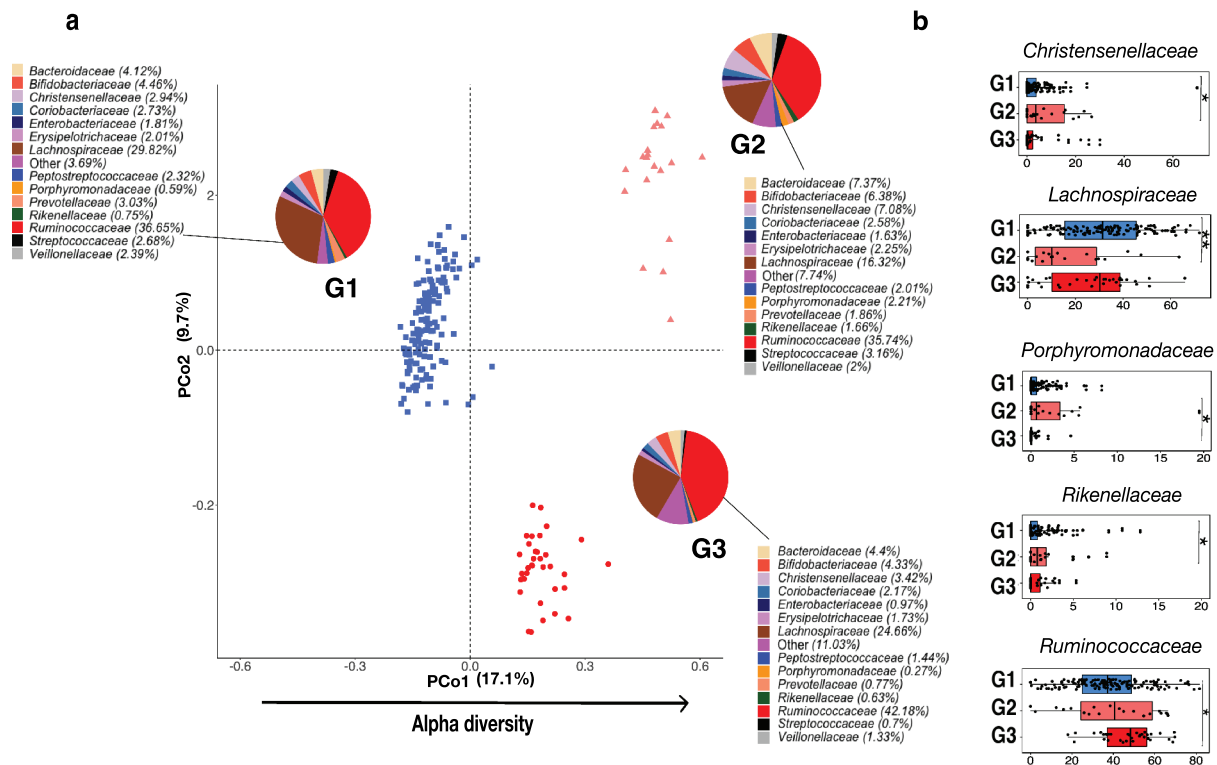 a
Bacteroidaceae (4.12%)
Bifidobacteriaceae (4.46%)
Christensenellaceae (2.94%)
Coriobacteriaceae (2.73%)
Enterobacteriaceae (1.81%)
Erysipelotrichaceae (2.01%)
Lachnospiraceae (29.82%)
Other (3.69%)
Peptostreptococcaceae (2.32%)
Porphyromonadaceae (0.59%)
Prevotellaceae (3.03%)
Rikenellaceae (0.75%)
Ruminococcaceae (36.65%)
Streptococcaceae (2.68%)
Veillonellaceae (2.39%)
G1
G2
Bacteroidaceae (7.37%)
Bifidobacteriaceae (6.38%)
Christensenellaceae (7.08%)
Coriobacteriaceae (2.58%)
Enterobacteriaceae (1.63%)
Erysipelotrichaceae (2.25%)
Lachnospiraceae (16.32%)
Other (7.74%)
Peptostreptococcaceae (2.01%)
Porphyromonadaceae (2.21%)
Prevotellaceae (1.86%)
Rikenellaceae (1.66%)
Ruminococcaceae (35.74%)
Streptococcaceae (3.16%)
Veillonellaceae (2%)
G3
Bacteroidaceae (4.4%)
Bifidobacteriaceae (4.33%)
Christensenellaceae (3.42%)
Coriobacteriaceae (2.17%)
Enterobacteriaceae (0.97%)
Erysipelotrichaceae (1.73%)
Lachnospiraceae (24.66%)
Other (11.03%)
Peptostreptococcaceae (1.44%)
Porphyromonadaceae (0.27%)
Prevotellaceae (0.77%)
Rikenellaceae (0.63%)
Ruminococcaceae (42.18%)
Streptococcaceae (0.7%)
Veillonellaceae (1.33%)
PCo2 (9.7%)
2
0.0
-0.2
-0.6 -0.3 0.0 0.3 0.6
PCo1 (17.1%)
Alpha diversity
b
Christensenellaceae
G1
*
G2
G3
0 20 40 60
Lachnospiraceae
G1
**
G2
G3
0 20 40 60
Porphyromonadaceae
G1
G2
*
G3
0 5 10 15 20
Rikenellaceae
G1
*
G2
G3
0 5 10 15 20
Ruminococcaceae
G1
G2
*
G3
0 20 40 60 80